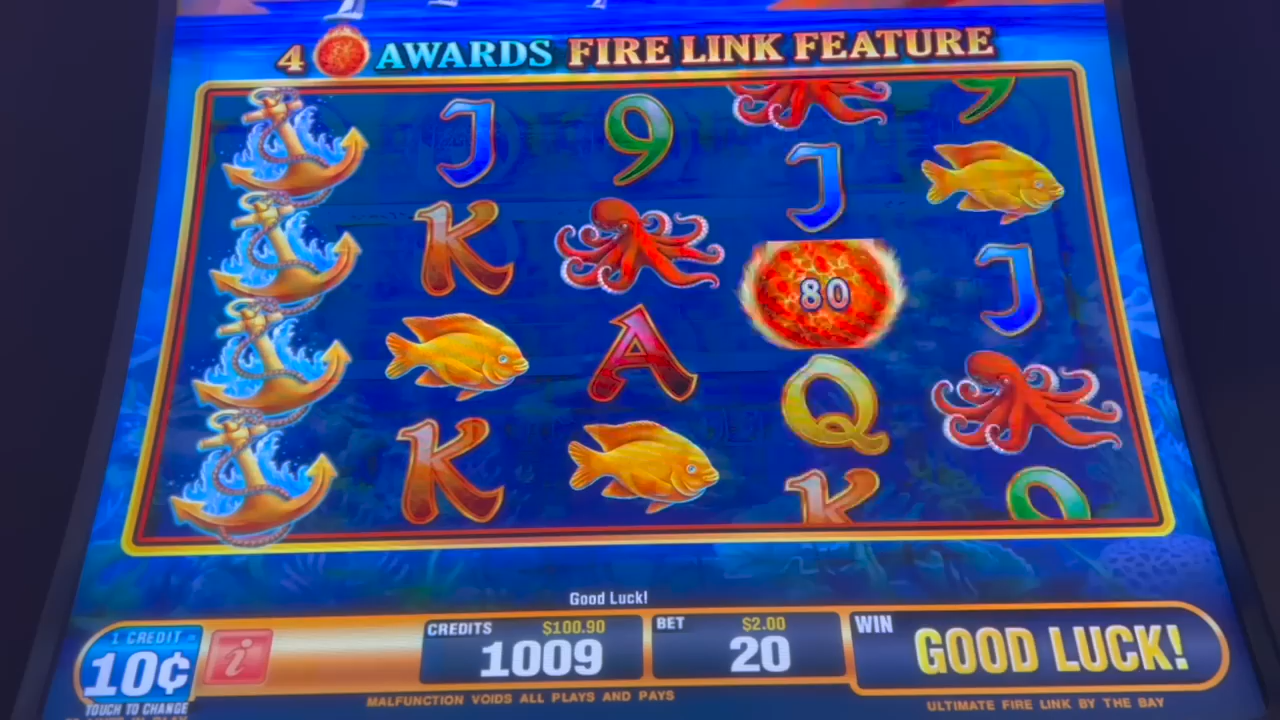 4 AWARDS FIRE LINK FEATURE
J 9 9
J
K
80 J
A
Q
K
K
Good Luck!
1 CREDIT =
10¢
TOUCH TO CHANGE
i
CREDITS $100.90
1009
BET $2.00
20
WIN
GOOD LUCK!
MALFUNCTION VOIDS ALL PLAYS AND PAYS
ULTIMATE FIRE LINK BY THE BAY